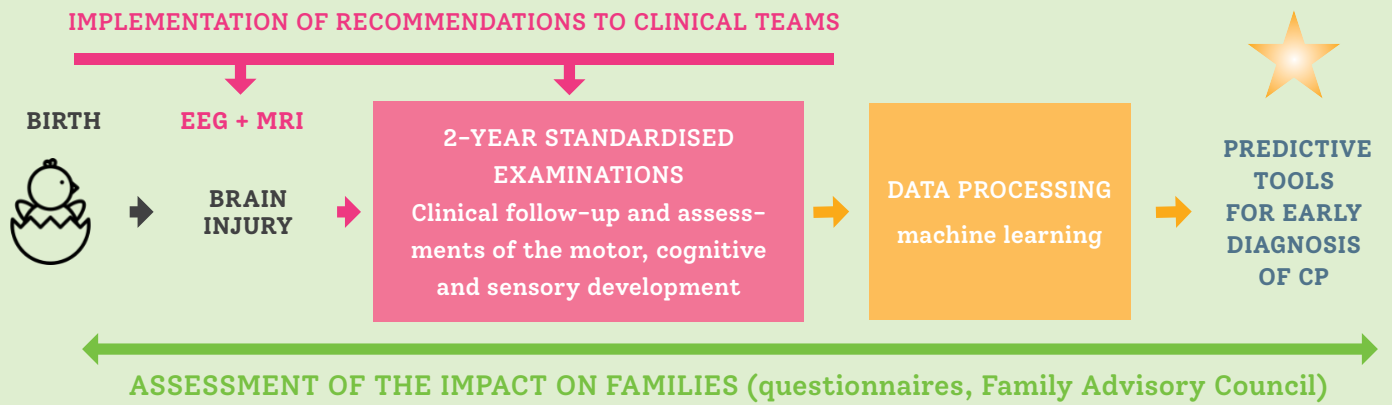 IMPLEMENTATION OF RECOMMENDATIONS TO CLINICAL TEAMS
BIRTH
EEG + MRI
BRAIN
INJURY
2-YEAR STANDARDISED
EXAMINATIONS
Clinical follow-up and assess-
ments of the motor, cognitive
and sensory development
DATA PROCESSING
machine learning
PREDICTIVE
TOOLS
FOR EARLY
DIAGNOSIS
OF CP
ASSESSMENT OF THE IMPACT ON FAMILIES (questionnaires, Family Advisory Council)